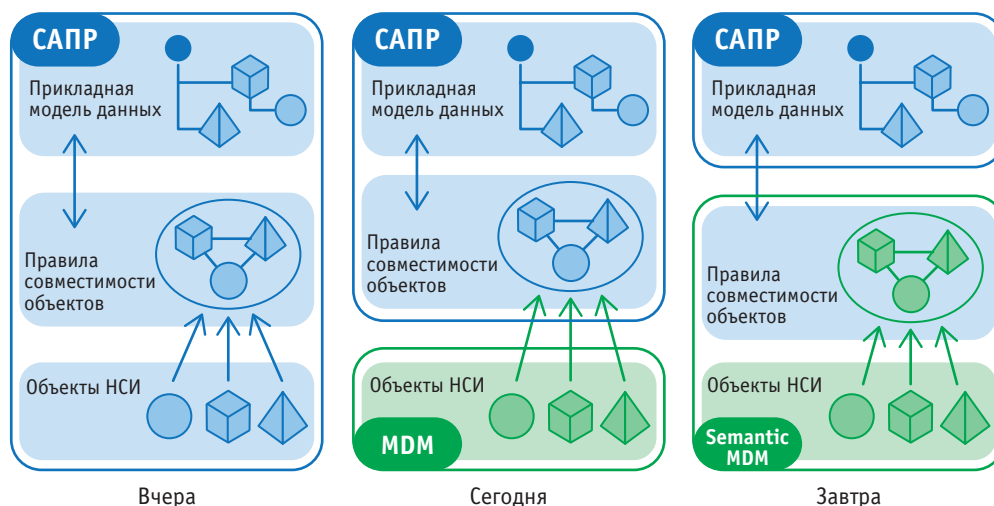 САПР
Прикладная
модель данных
Правила
совместимости
объектов
Объекты НСИ
Вчера
САПР
Прикладная
модель данных
Правила
совместимости
объектов
Объекты НСИ
MDM
Сегодня
САПР
Прикладная
модель данных
Правила
совместимости
объектов
Объекты НСИ
Semantic
MDM
Завтра